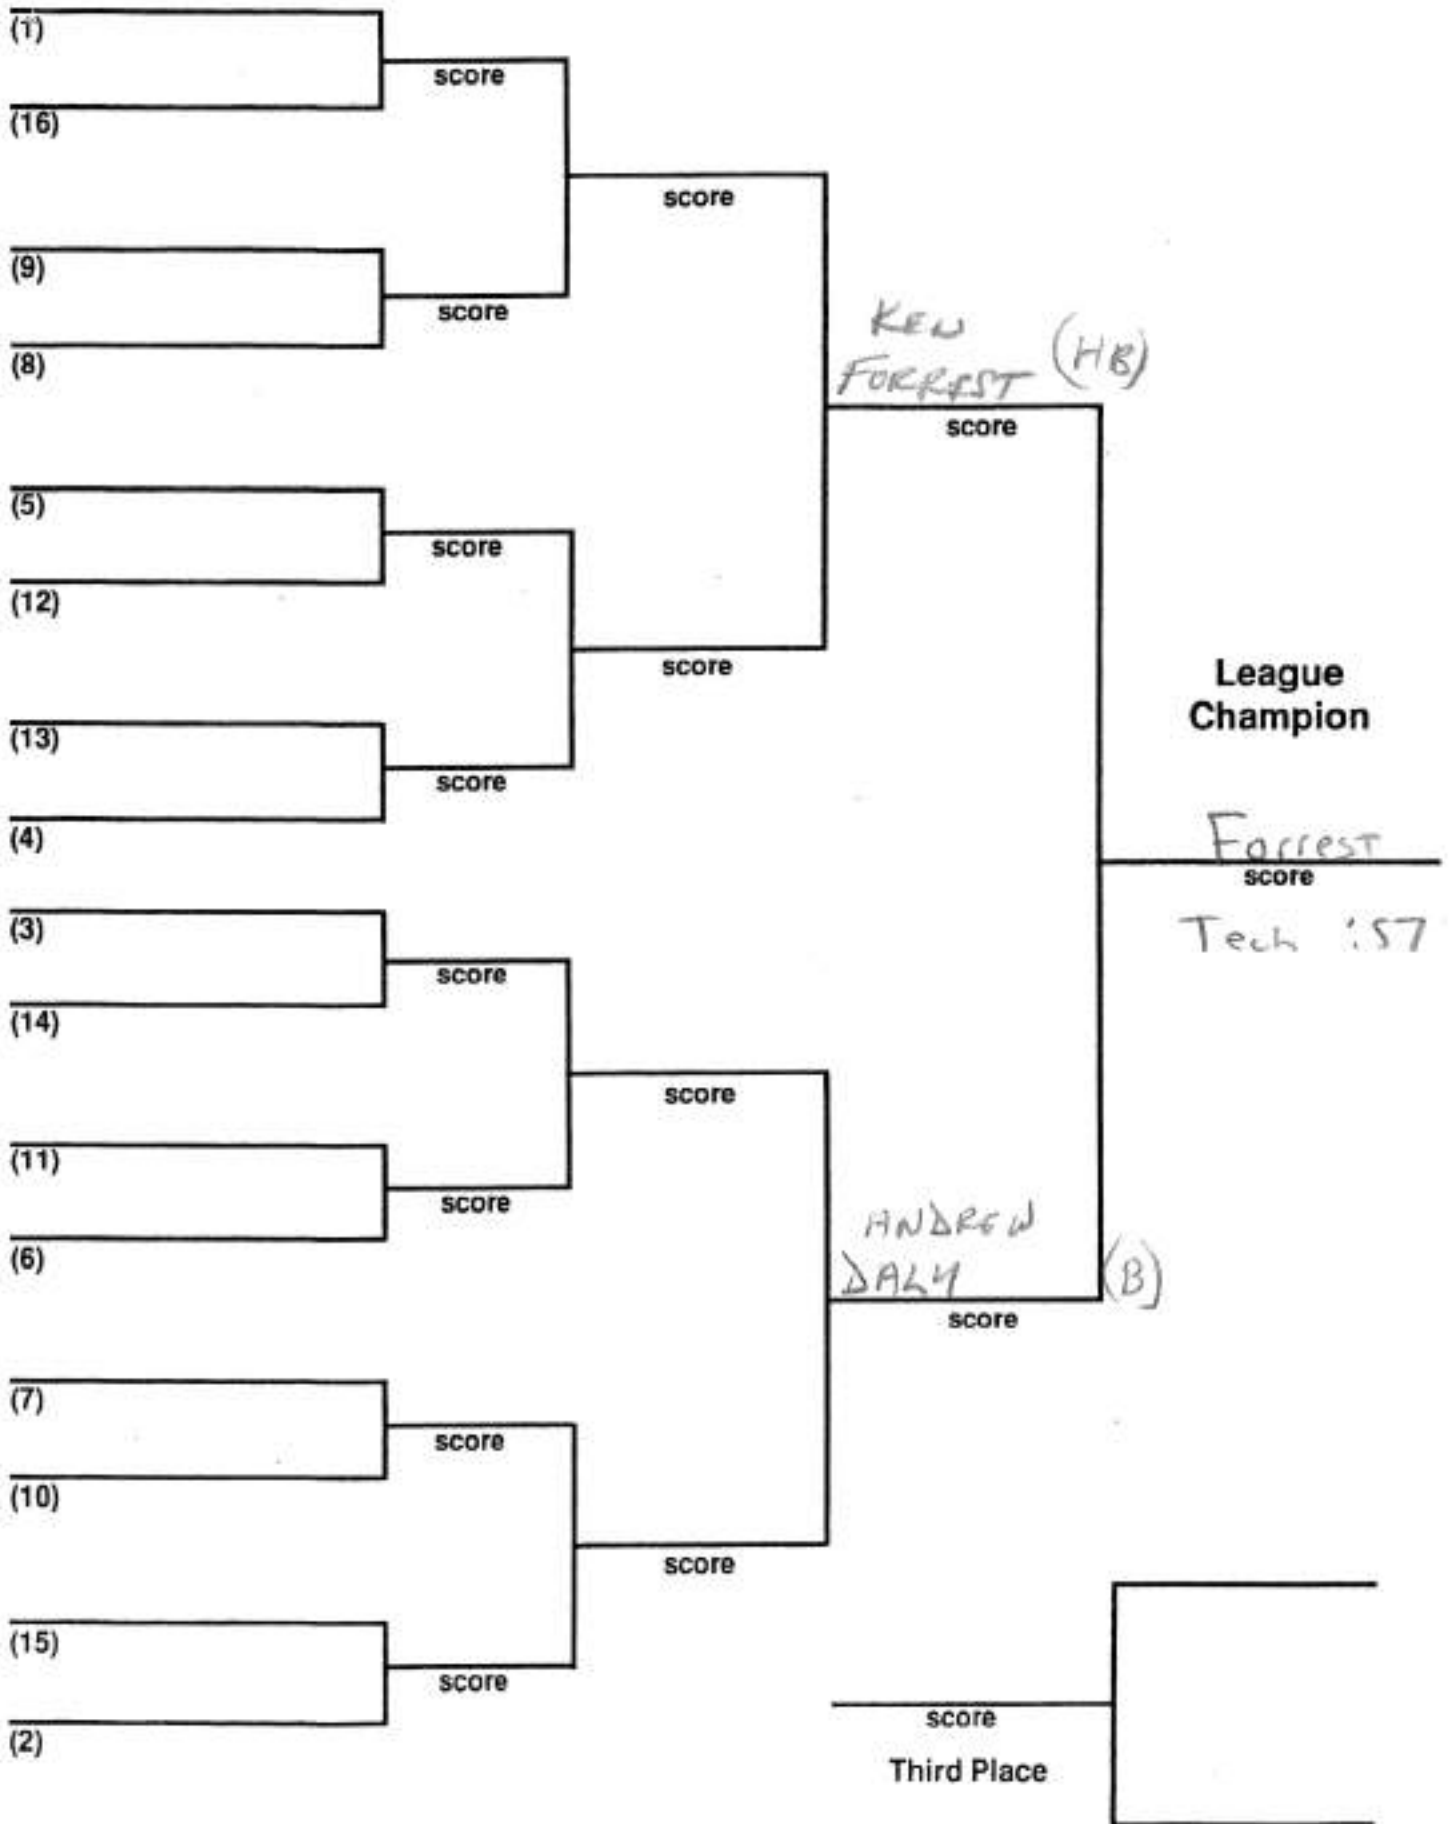 (1)
score
(16)
score
(9)
score
(8)
KEN
FORREST (HB)
score
(5)
score
(12)
score
(13)
score
(4)
League
Champion
Forrest
score
Tech :57
(3)
score
(14)
score
(11)
score
(6)
ANDREW
DALY (B)
score
(7)
score
(10)
score
(15)
score
(2)
score
Third Place